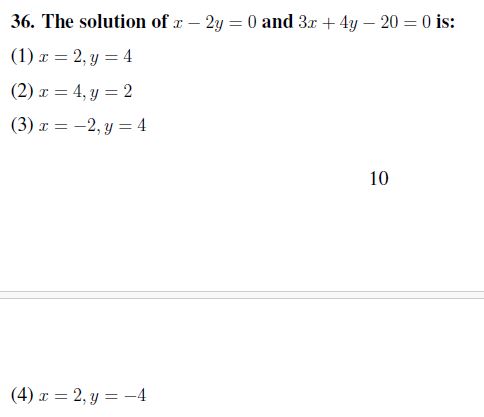 36. The solution of x − 2y = 0 and 3x + 4y − 20 = 0 is:
(1) x = 2, y = 4
(2) x = 4, y = 2
(3) x = −2, y = 4
10
(4) x = 2, y = −4